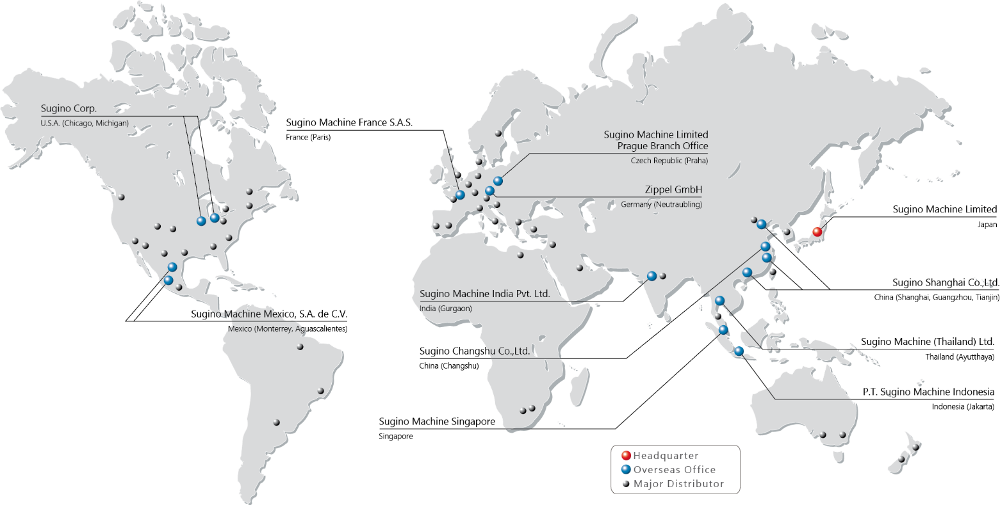 Sugino Corp.
U.S.A. (Chicago, Michigan)
Sugino Machine France S.A.S.
France (Paris)
Sugino Machine Limited
Prague Branch Office
Czech Republic (Praha)
Zippel GmbH
Germany (Neutraubling)
Sugino Machine Limited
Japan
Sugino Shanghai Co.,Ltd.
China (Shanghai, Guangzhou, Tianjin)
Sugino Machine India Pvt. Ltd.
India (Gurgaon)
Sugino Machine Mexico, S.A. de C.V.
Mexico (Monterrey, Aguascalientes)
Sugino Changshu Co.,Ltd.
China (Changshu)
Sugino Machine (Thailand) Ltd.
Thailand (Ayutthaya)
P.T. Sugino Machine Indonesia
Indonesia (Jakarta)
Sugino Machine Singapore
Singapore
Headquarter
Overseas Office
Major Distributor